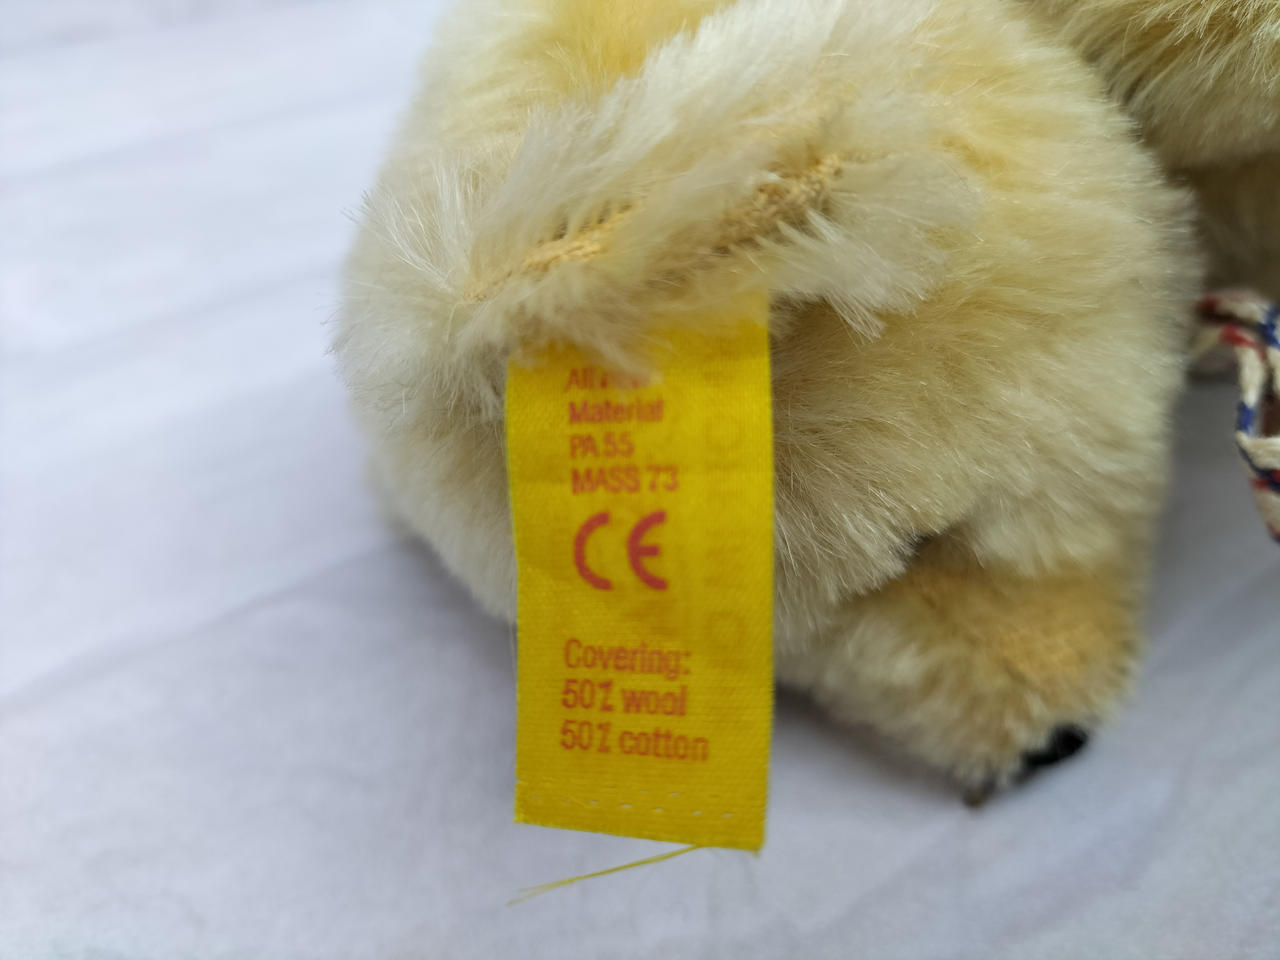 All
Material
PA 55
MASS 73
CE
Covering:
50% wool
50% cotton